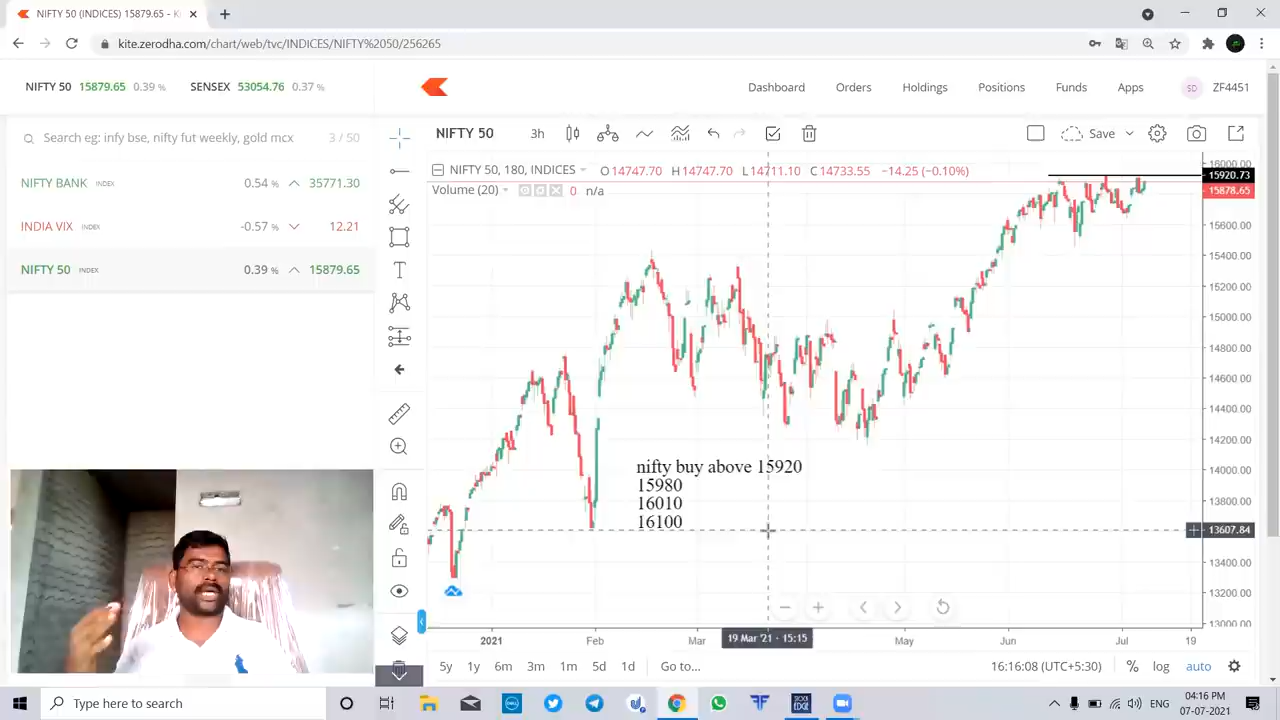 NIFTY 50 (INDICES) 15879.65 - K
kite.zerodha.com/chart/web/tvc/INDICES/NIFTY%2050/256265
NIFTY 50 15879.65 0.39 % SENSEX 53054.76 0.37 %
Dashboard Orders Holdings Positions Funds Apps SD ZF4451
Search eg: infy bse, nifty fut weekly, gold mcx 3 / 50
NIFTY 50 3h Save
NIFTY BANK INDEX 0.54 % 35771.30
INDIA VIX INDEX -0.57 % 12.21
NIFTY 50 INDEX 0.39 % 15879.65
NIFTY 50, 180, INDICES O14747.70 H14747.70 L14711.10 C14733.55 −14.25 (−0.10%)
Volume (20) 0 n/a
16000.00
15920.73
15878.65
15600.00
15400.00
15200.00
15000.00
14800.00
14600.00
14400.00
14200.00
14000.00
13800.00
13607.84
13400.00
13200.00
13000.00
nifty buy above 15920
15980
16010
16100
2021 Feb Mar 19 Mar '21 - 15:15 May Jun Jul 19
5y 1y 6m 3m 1m 5d 1d Go to... 16:16:08 (UTC+5:30) % log auto
Type here to search
DELL
STOCK
EDGE
ENG
04:16 PM
07-07-2021